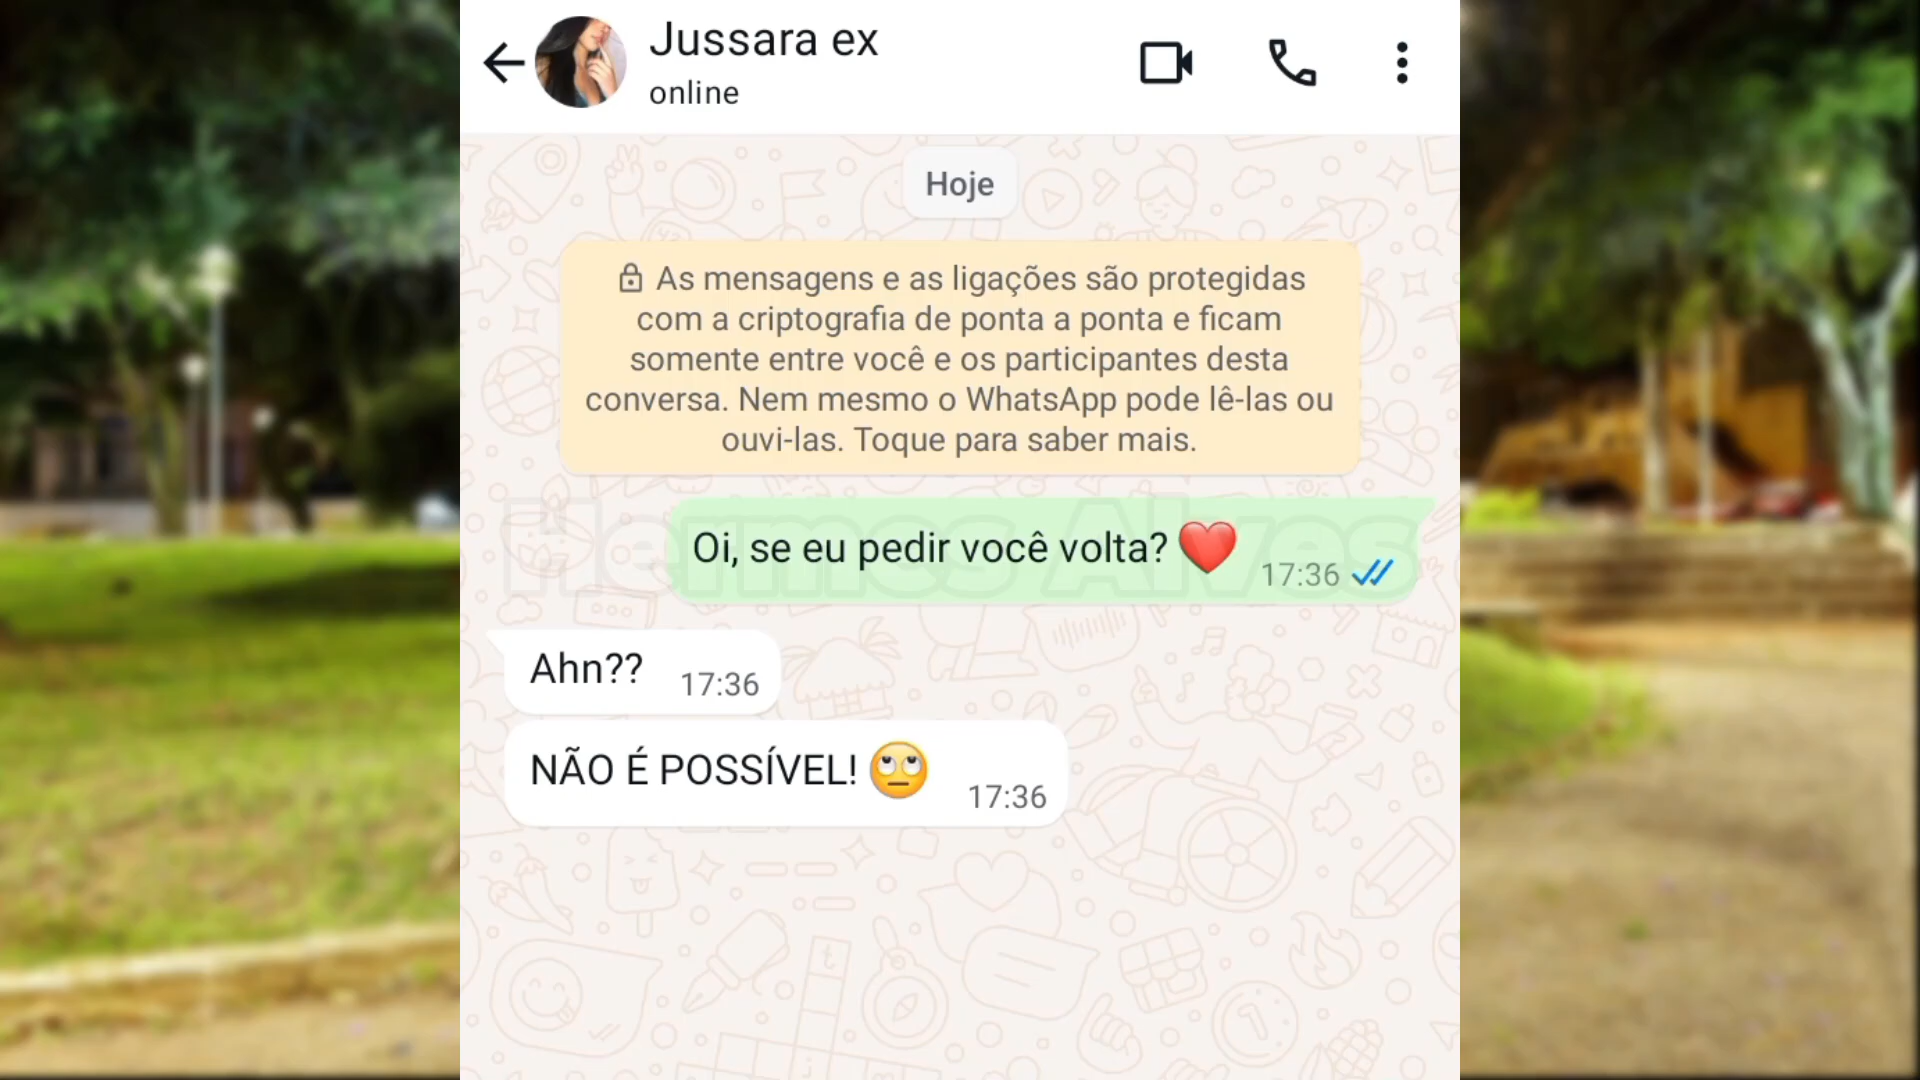 Jussara ex
online
Hoje
As mensagens e as ligações são protegidas
com a criptografia de ponta a ponta e ficam
somente entre você e os participantes desta
conversa. Nem mesmo o WhatsApp pode lê-las ou
ouvi-las. Toque para saber mais.
Hermes Alves
Oi, se eu pedir você volta? ❤️
17:36
Ahn??
17:36
NÃO É POSSÍVEL! 🙄
17:36